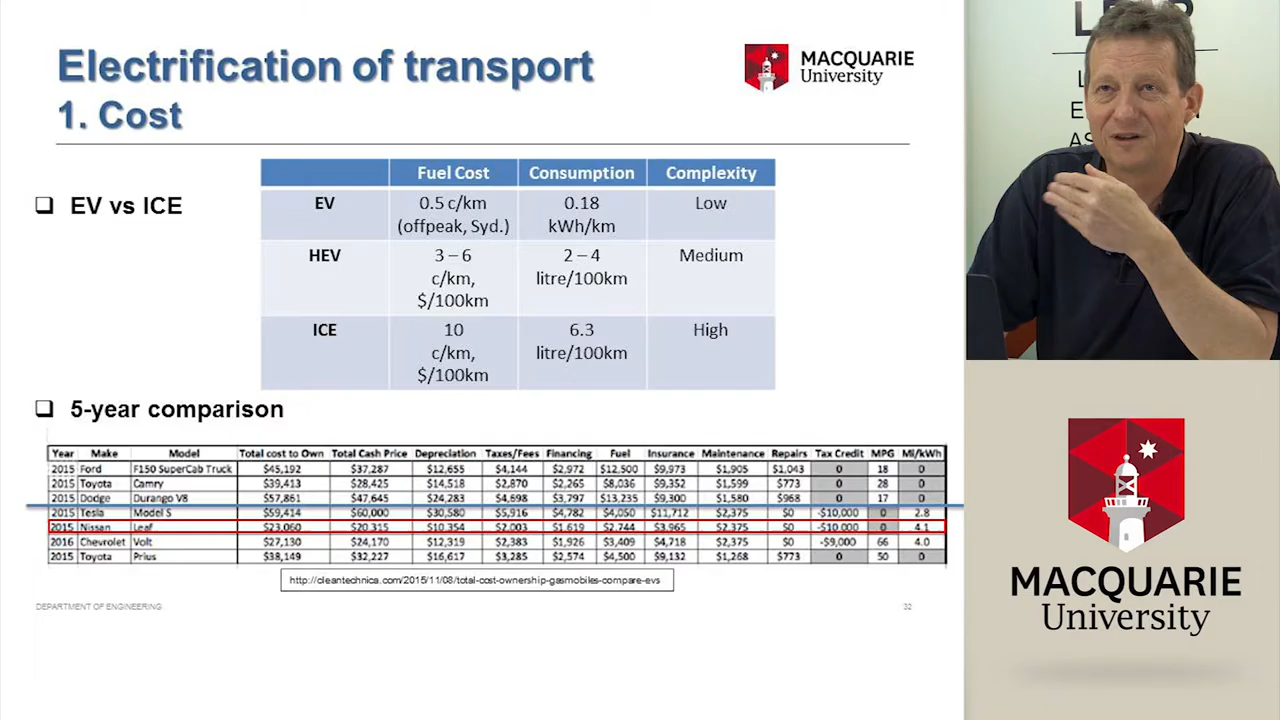 Electrification of transport
1. Cost
MACQUARIE
University
EV vs ICE
Fuel Cost Consumption Complexity
EV 0.5 c/km (offpeak, Syd.) 0.18 kWh/km Low
HEV 3 – 6 c/km, $/100km 2 – 4 litre/100km Medium
ICE 10 c/km, $/100km 6.3 litre/100km High
5-year comparison
Year Make Model Total cost to Own Total Cash Price Depreciation Taxes/Fees Financing Fuel Insurance Maintenance Repairs Tax Credit MPG Mi/kWh
2015 Ford F150 SuperCab Truck $45,192 $37,287 $12,655 $4,144 $2,972 $12,500 $9,973 $1,905 $1,043 0 18 0
2015 Toyota Camry $39,413 $28,425 $14,518 $2,870 $2,265 $8,036 $9,352 $1,599 $773 0 28 0
2015 Dodge Durango V8 $57,861 $47,645 $24,283 $4,698 $3,797 $13,235 $9,300 $1,580 $968 0 17 0
2015 Tesla Model S $59,414 $60,000 $30,580 $5,916 $4,782 $4,050 $11,712 $2,375 $0 -$10,000 0 2.8
2015 Nissan Leaf $23,060 $20,315 $10,354 $2,003 $1,619 $2,744 $3,965 $2,375 $0 -$10,000 0 4.1
2016 Chevrolet Volt $27,130 $24,170 $12,319 $2,383 $1,926 $3,409 $4,718 $2,375 $0 -$9,000 66 4.0
2015 Toyota Prius $38,149 $32,227 $16,617 $3,285 $2,574 $4,500 $9,132 $1,268 $773 0 50 0
http://cleantechnica.com/2015/11/08/total-cost-ownership-gasmobiles-compare-evs
DEPARTMENT OF ENGINEERING
32
MACQUARIE
University